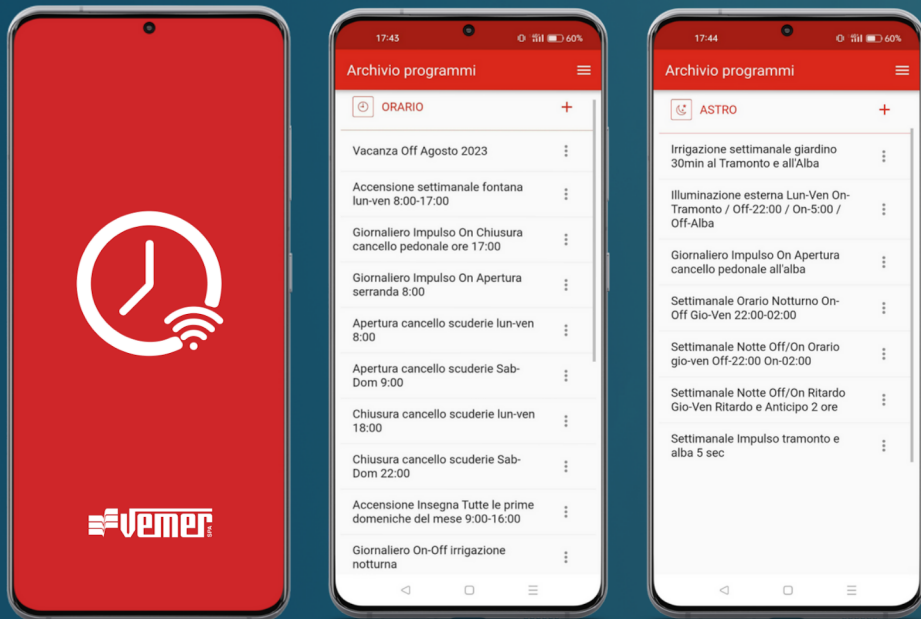 vemer SPA
17:43
60%
Archivio programmi
ORARIO
+
Vacanza Off Agosto 2023
Accensione settimanale fontana
lun-ven 8:00-17:00
Giornaliero Impulso On Chiusura
cancello pedonale ore 17:00
Giornaliero Impulso On Apertura
serranda 8:00
Apertura cancello scuderie lun-ven
8:00
Apertura cancello scuderie Sab-
Dom 9:00
Chiusura cancello scuderie lun-ven
18:00
Chiusura cancello scuderie Sab-
Dom 22:00
Accensione Insegna Tutte le prime
domeniche del mese 9:00-16:00
Giornaliero On-Off irrigazione
notturna
17:44
60%
Archivio programmi
ASTRO
+
Irrigazione settimanale giardino
30min al Tramonto e all'Alba
Illuminazione esterna Lun-Ven On-
Tramonto / Off-22:00 / On-5:00 /
Off-Alba
Giornaliero Impulso On Apertura
cancello pedonale all'alba
Settimanale Orario Notturno On-
Off Gio-Ven 22:00-02:00
Settimanale Notte Off/On Orario
gio-ven Off-22:00 On-02:00
Settimanale Notte Off/On Ritardo
Gio-Ven Ritardo e Anticipo 2 ore
Settimanale Impulso tramonto e
alba 5 sec